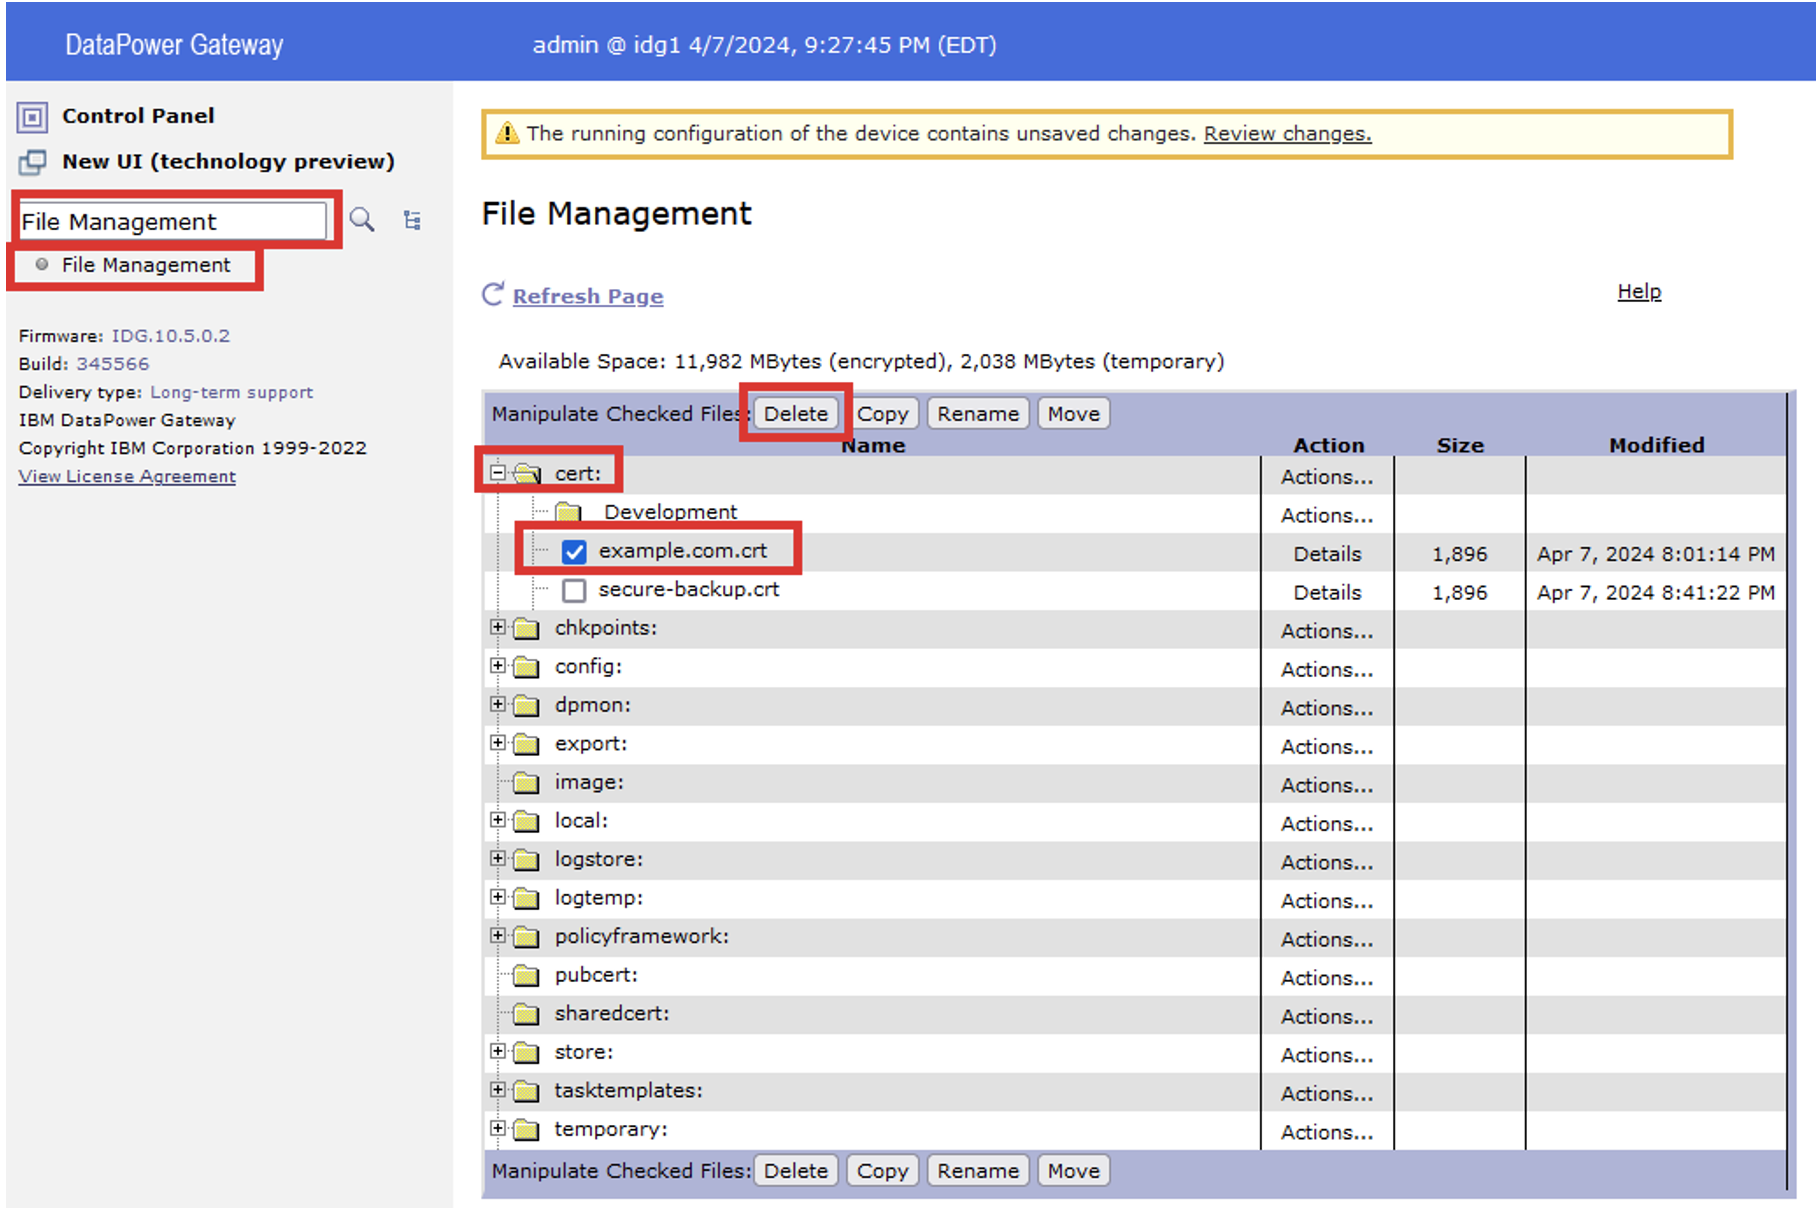 DataPower Gateway
admin @ idg1 4/7/2024, 9:27:45 PM (EDT)
Control Panel
New UI (technology preview)
File Management
File Management
Firmware: IDG.10.5.0.2
Build: 345566
Delivery type: Long-term support
IBM DataPower Gateway
Copyright IBM Corporation 1999-2022
View License Agreement
The running configuration of the device contains unsaved changes. Review changes.
File Management
Refresh Page
Help
Available Space: 11,982 MBytes (encrypted), 2,038 MBytes (temporary)
Manipulate Checked Files: Delete Copy Rename Move
Name Action Size Modified
cert: Actions...
Development Actions...
example.com.crt Details 1,896 Apr 7, 2024 8:01:14 PM
secure-backup.crt Details 1,896 Apr 7, 2024 8:41:22 PM
chkpoints: Actions...
config: Actions...
dpmon: Actions...
export: Actions...
image: Actions...
local: Actions...
logstore: Actions...
logtemp: Actions...
policyframework: Actions...
pubcert: Actions...
sharedcert: Actions...
store: Actions...
tasktemplates: Actions...
temporary: Actions...
Manipulate Checked Files: Delete Copy Rename Move